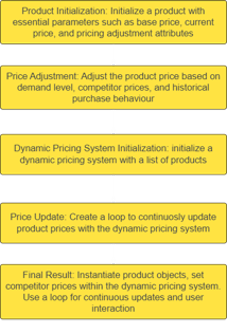 Product Initialization: Initialize a product with
essential parameters such as base price, current
price, and pricing adjustment attributes
Price Adjustment: Adjust the product price based on
demand level, competitor prices, and historical
purchase behaviour
Dynamic Pricing System Initialization: initialize a
dynamic pricing system with a list of products
Price Update: Create a loop to continuosly update
product prices with the dynamic pricing system
Final Result: Instantiate product objects, set
competitor prices within the dynamic pricing system.
Use a loop for continuous updates and user
interaction